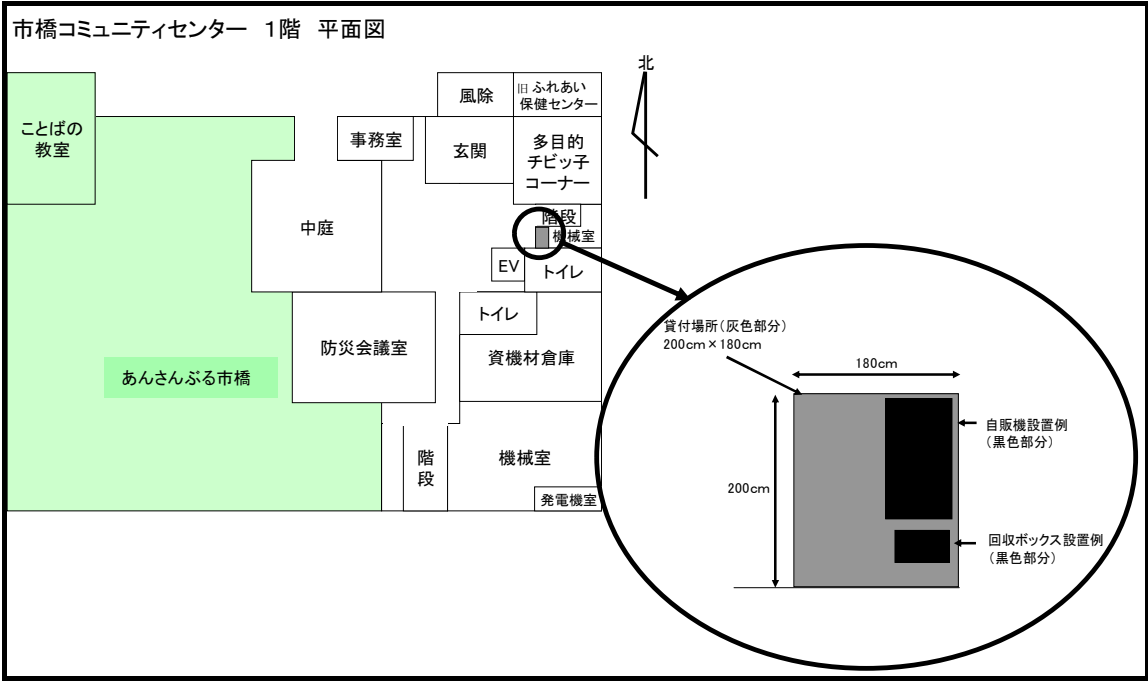 市橋コミュニティセンター 1階 平面図
北
風除
旧 ふれあい
保健センター
ことばの
教室
事務室
玄関
多目的
チビッ子
コーナー
中庭
階段
機械室
EV
トイレ
トイレ
防災会議室
資機材倉庫
あんさんぶる市橋
階
段
機械室
発電機室
貸付場所（灰色部分）
200cm×180cm
180cm
200cm
自販機設置例
（黒色部分）
回収ボックス設置例
（黒色部分）